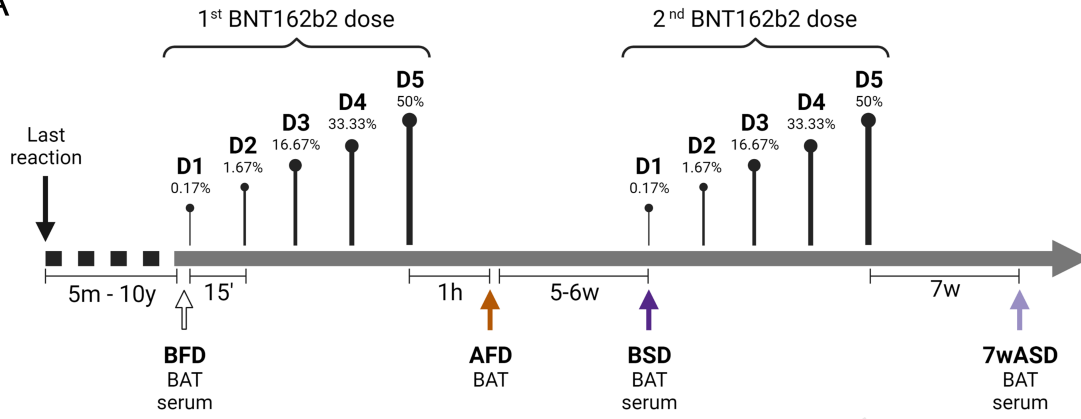 A
1st BNT162b2 dose
2nd BNT162b2 dose
Last
reaction
D1
0.17%
D2
1.67%
D3
16.67%
D4
33.33%
D5
50%
D1
0.17%
D2
1.67%
D3
16.67%
D4
33.33%
D5
50%
5m - 10y
15'
1h
5-6w
7w
BFD
BAT
serum
AFD
BAT
BSD
BAT
serum
7wASD
BAT
serum